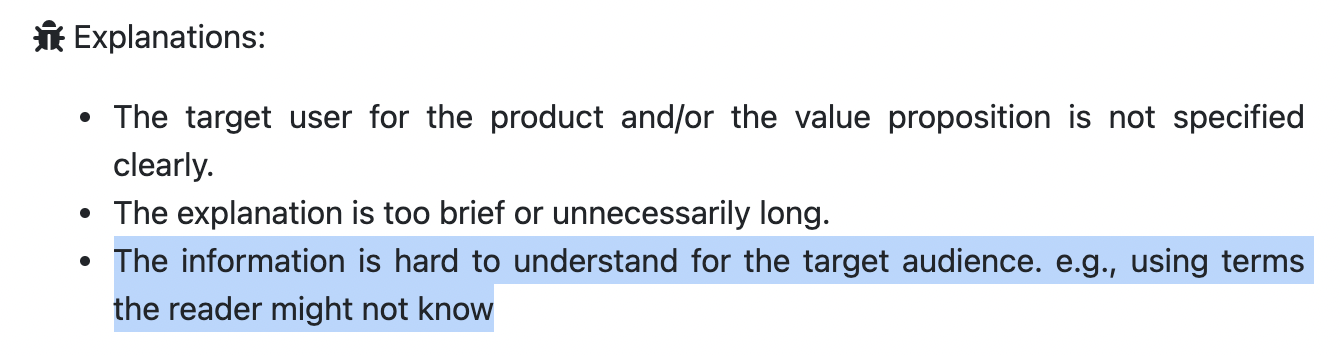 Explanations:
• The target user for the product and/or the value proposition is not specified
clearly.
• The explanation is too brief or unnecessarily long.
• The information is hard to understand for the target audience. e.g., using terms
the reader might not know